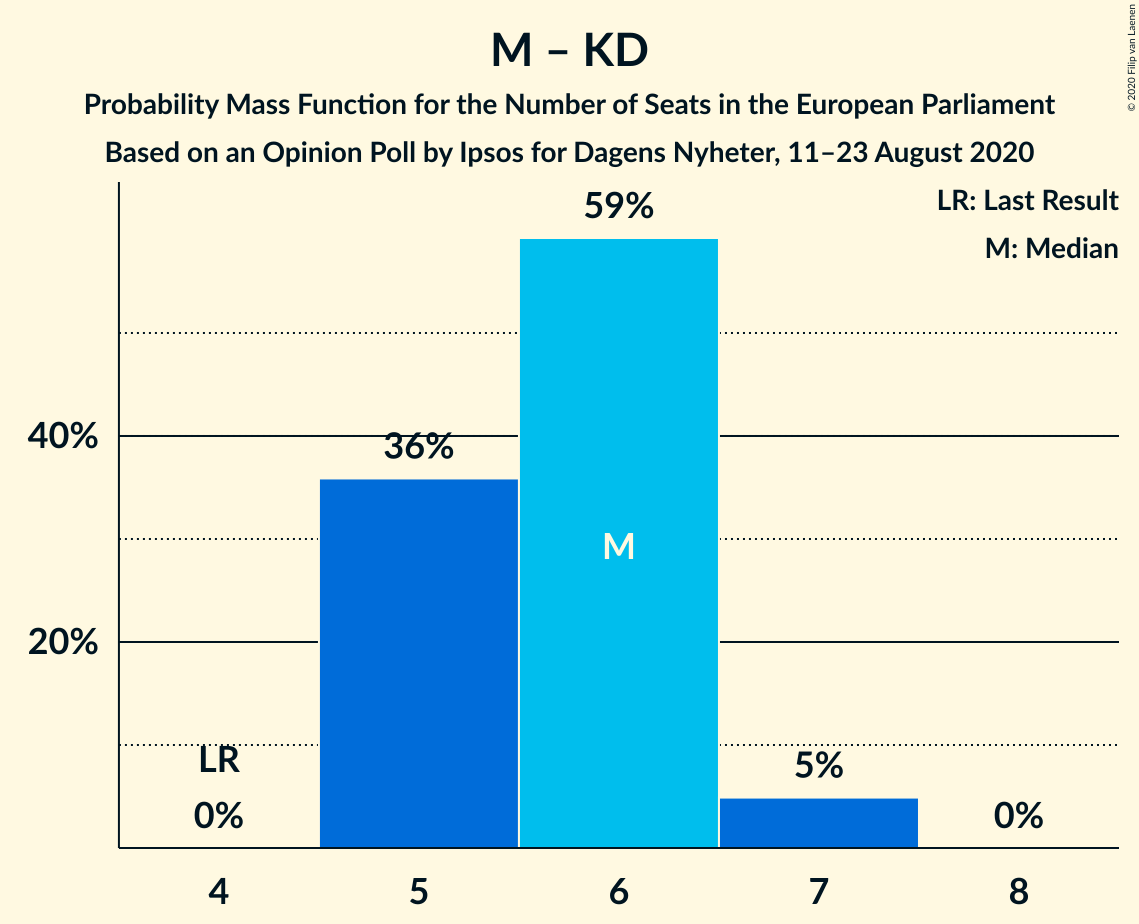 M – KD
Probability Mass Function for the Number of Seats in the European Parliament
Based on an Opinion Poll by Ipsos for Dagens Nyheter, 11–23 August 2020
© 2020 Filip van Laenen
LR: Last Result
M: Median
59%
40%
36%
M
20%
LR
5%
0%
0%
4 5 6 7 8